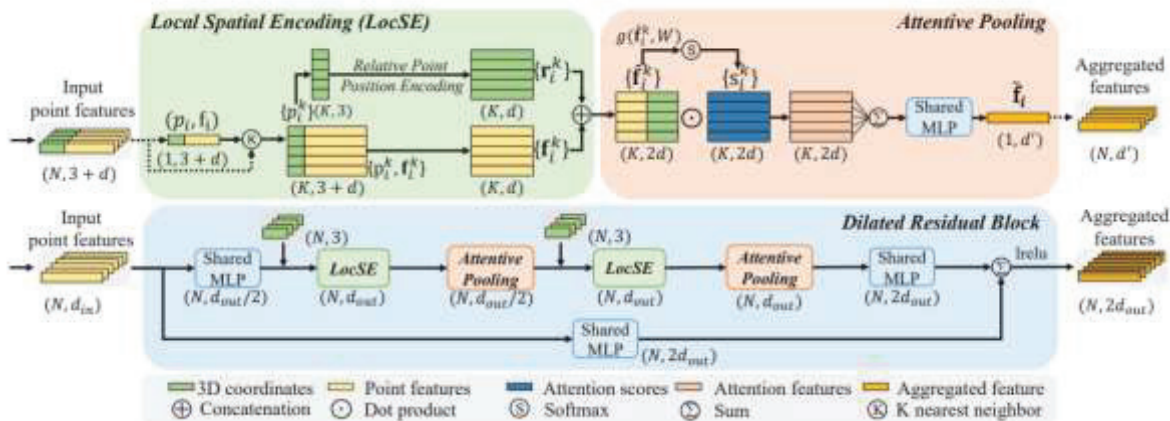 Local Spatial Encoding (LocSE)
Attentive Pooling
Input
point features
(N, 3 + d)
(p_i, f_i)
(1, 3 + d)
K
{p_i^k}(K, 3)
Relative Point
Position Encoding
{r_i^k}
(K, d)
(K, 3 + d)
{p_i^k, f_i^k}
(K, d)
{f_i^k}
g(f̂_i^k, W)
S
{f̂_i^k}
{s_i^k}
(K, 2d)
(K, 2d)
(K, 2d)
Σ
Shared
MLP
f̃_i
(1, d')
Aggregated
features
(N, d')
Dilated Residual Block
Input
point features
(N, d_in)
Shared
MLP
(N, d_out/2)
(N, 3)
LocSE
(N, d_out)
Attentive
Pooling
(N, d_out/2)
(N, 3)
LocSE
(N, d_out)
Attentive
Pooling
(N, d_out)
Shared
MLP
(N, 2d_out)
Σ
lrelu
Shared
MLP
(N, 2d_out)
Aggregated
features
(N, 2d_out)
3D coordinates Point features Attention scores Attention features Aggregated feature
⊕ Concatenation ⊙ Dot product Ⓢ Softmax Σ Sum Ⓚ K nearest neighbor